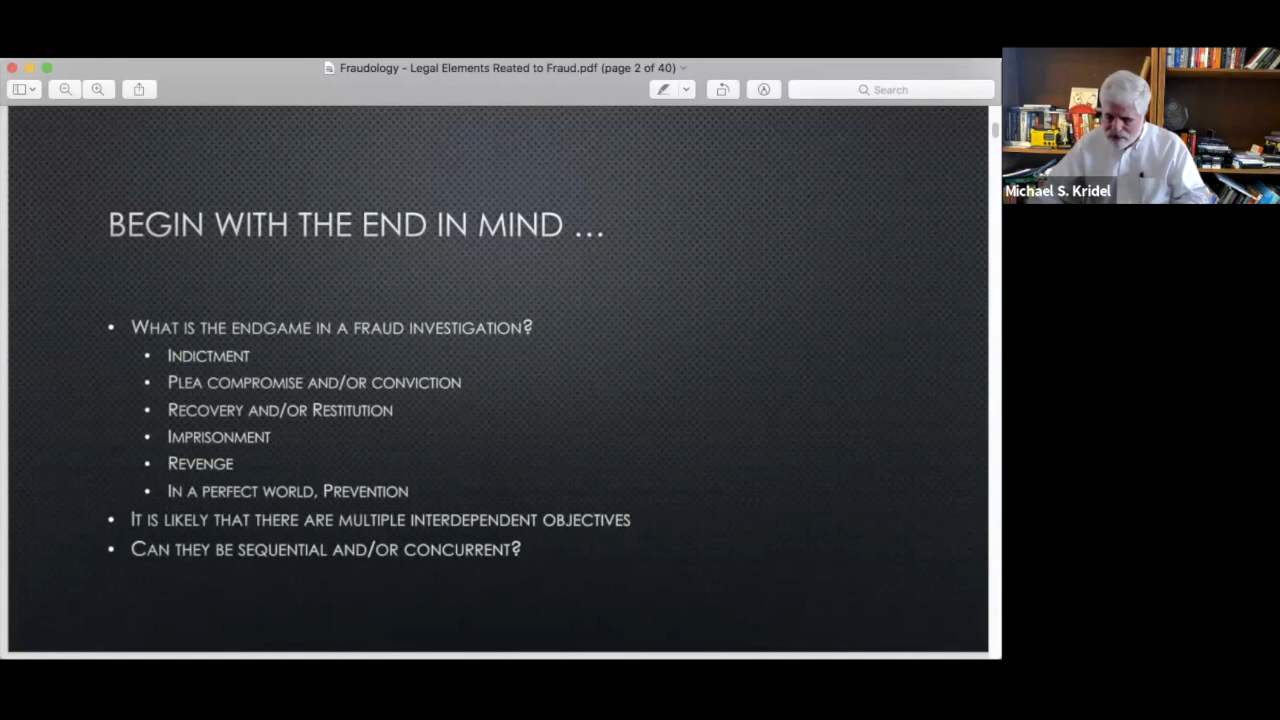 Fraudology - Legal Elements Reated to Fraud.pdf (page 2 of 40)
Search
BEGIN WITH THE END IN MIND ...
• WHAT IS THE ENDGAME IN A FRAUD INVESTIGATION?
• INDICTMENT
• PLEA COMPROMISE AND/OR CONVICTION
• RECOVERY AND/OR RESTITUTION
• IMPRISONMENT
• REVENGE
• IN A PERFECT WORLD, PREVENTION
• IT IS LIKELY THAT THERE ARE MULTIPLE INTERDEPENDENT OBJECTIVES
• CAN THEY BE SEQUENTIAL AND/OR CONCURRENT?
Michael S. Kridel